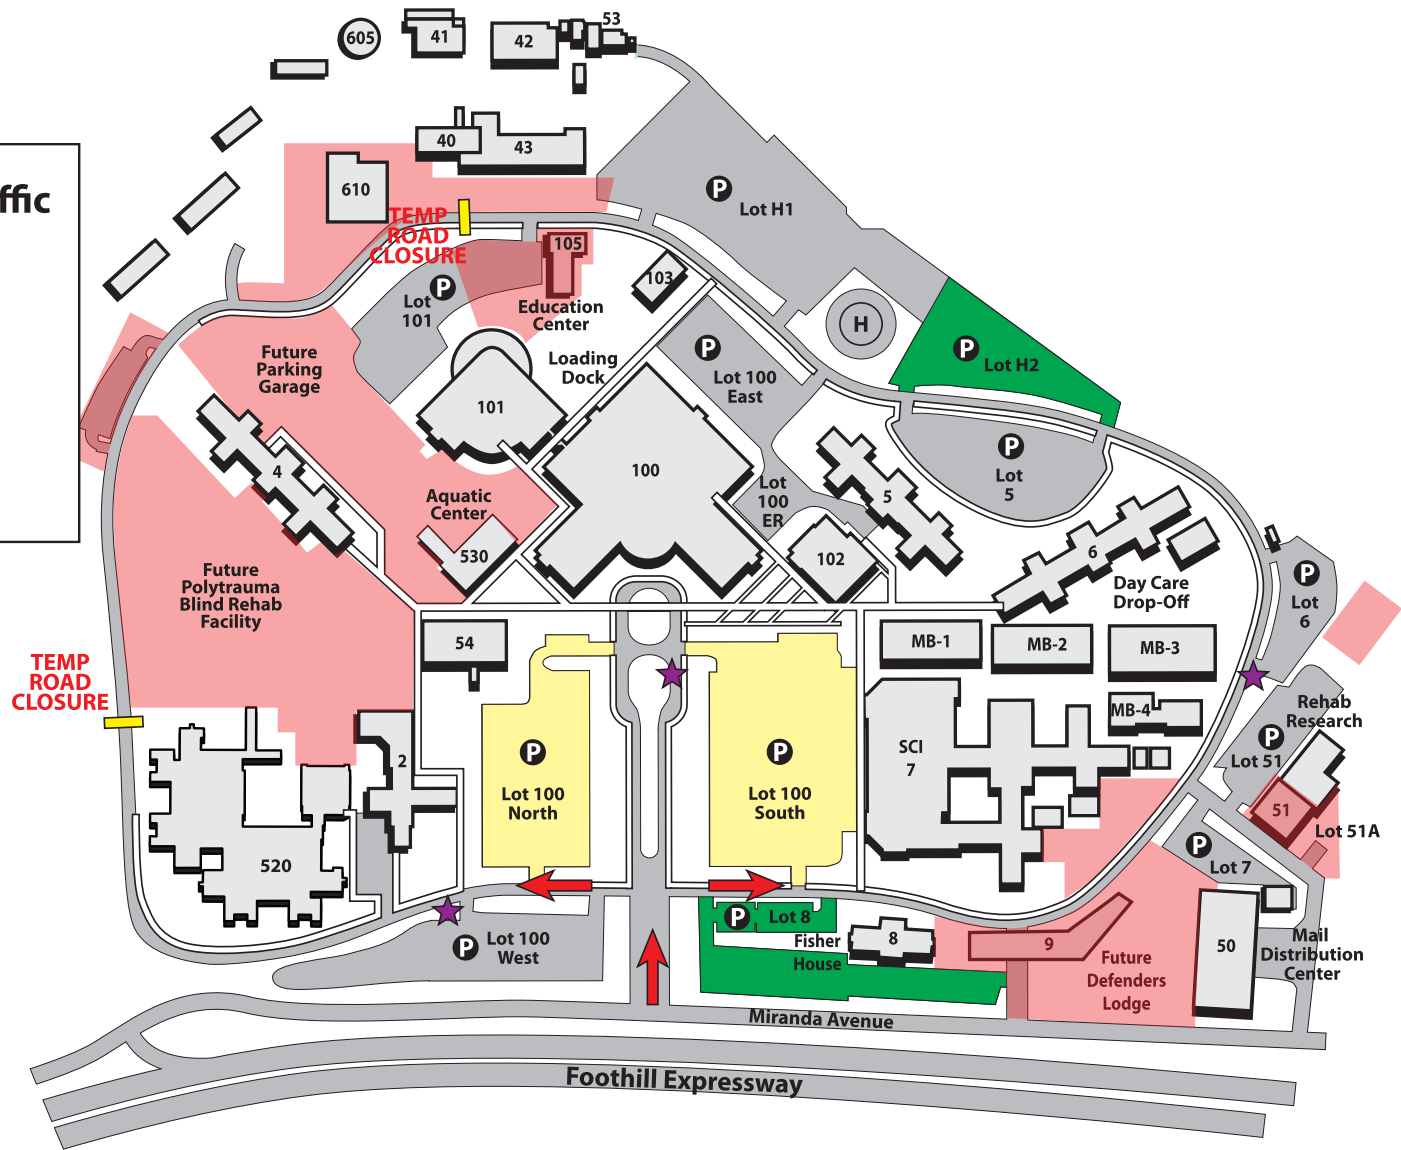 53
605
41
42
ffic
40
43
610
P
Lot H1
TEMP
ROAD
CLOSURE
105
103
P
Lot
101
Education
Center
H
P
Lot H2
Future
Parking
Garage
Loading
Dock
P
Lot 100
East
101
4
100
P
Lot
5
Aquatic
Center
Lot
100
ER
5
530
102
6
Day Care
Drop-Off
P
Lot
6
Future
Polytrauma
Blind Rehab
Facility
54
MB-1
MB-2
MB-3
TEMP
ROAD
CLOSURE
MB-4
Rehab
Research
P
Lot 51
2
P
Lot 100
North
P
Lot 100
South
SCI
7
51
Lot 51A
520
P
Lot 7
P
Lot 8
P
Lot 100
West
Fisher
House
8
9
Future
Defenders
Lodge
50
Mail
Distribution
Center
Miranda Avenue
Foothill Expressway